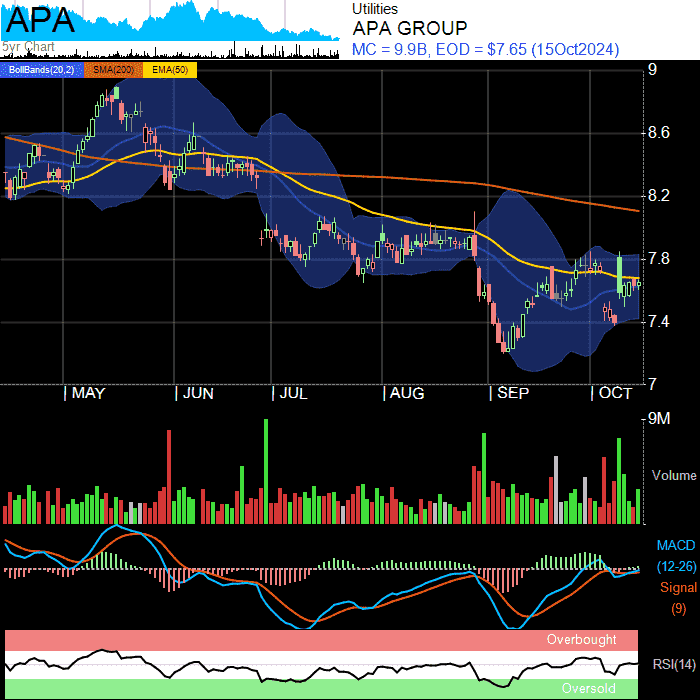 APA
5yr Chart
Utilities
APA GROUP
MC = 9.9B, EOD = $7.65 (15Oct2024)
BollBands(20,2) SMA(200) EMA(50)
9
8.6
8.2
7.8
7.4
7
MAY JUN JUL AUG SEP OCT
9M
Volume
MACD
(12-26)
Signal
(9)
Overbought
RSI(14)
Oversold